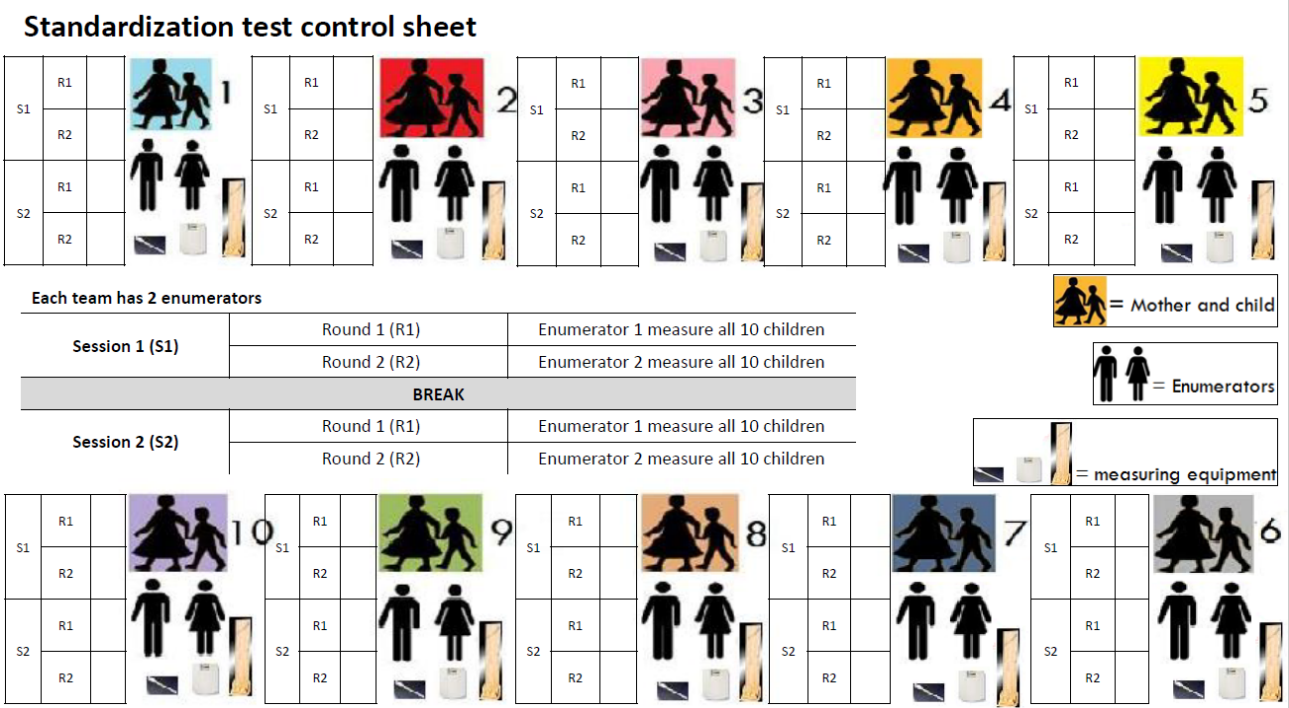 Standardization test control sheet
S1 R1 R2 S2 R1 R2 1
S1 R1 R2 S2 R1 R2 2
S1 R1 R2 S2 R1 R2 3
S1 R1 R2 S2 R1 R2 4
S1 R1 R2 S2 R1 R2 5
= Mother and child
= Enumerators
= measuring equipment
Each team has 2 enumerators
Session 1 (S1) Round 1 (R1) Enumerator 1 measure all 10 children
Round 2 (R2) Enumerator 2 measure all 10 children
BREAK
Session 2 (S2) Round 1 (R1) Enumerator 1 measure all 10 children
Round 2 (R2) Enumerator 2 measure all 10 children
S1 R1 R2 S2 R1 R2 10
S1 R1 R2 S2 R1 R2 9
S1 R1 R2 S2 R1 R2 8
S1 R1 R2 S2 R1 R2 7
S1 R1 R2 S2 R1 R2 6